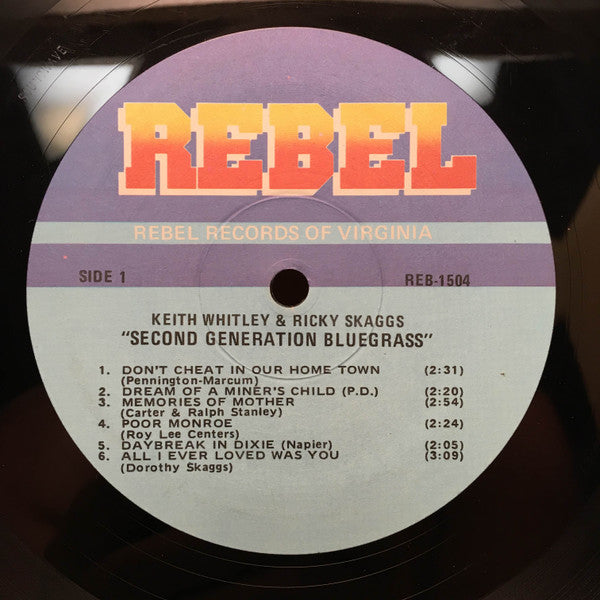 REBEL
REBEL RECORDS OF VIRGINIA
SIDE 1 REB-1504
KEITH WHITLEY & RICKY SKAGGS
"SECOND GENERATION BLUEGRASS"
1. DON'T CHEAT IN OUR HOME TOWN (2:31)
(Pennington-Marcum)
2. DREAM OF A MINER'S CHILD (P.D.) (2:20)
3. MEMORIES OF MOTHER (2:54)
(Carter & Ralph Stanley)
4. POOR MONROE (2:24)
(Roy Lee Centers)
5. DAYBREAK IN DIXIE (Napier) (2:05)
6. ALL I EVER LOVED WAS YOU (3:09)
(Dorothy Skaggs)